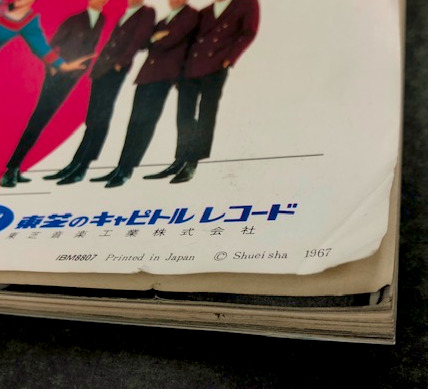 東芝のキャピトル レコード
東芝音楽工業株式会社
IBM8807 Printed in Japan © Shueisha 1967